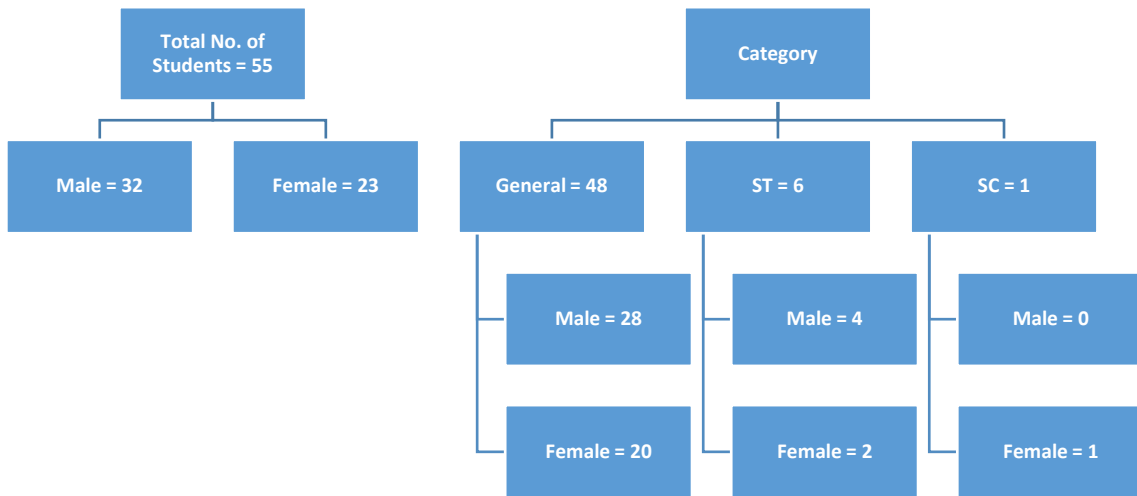 Total No. of
Students = 55
Category
Male = 32
Female = 23
General = 48
ST = 6
SC = 1
Male = 28
Male = 4
Male = 0
Female = 20
Female = 2
Female = 1